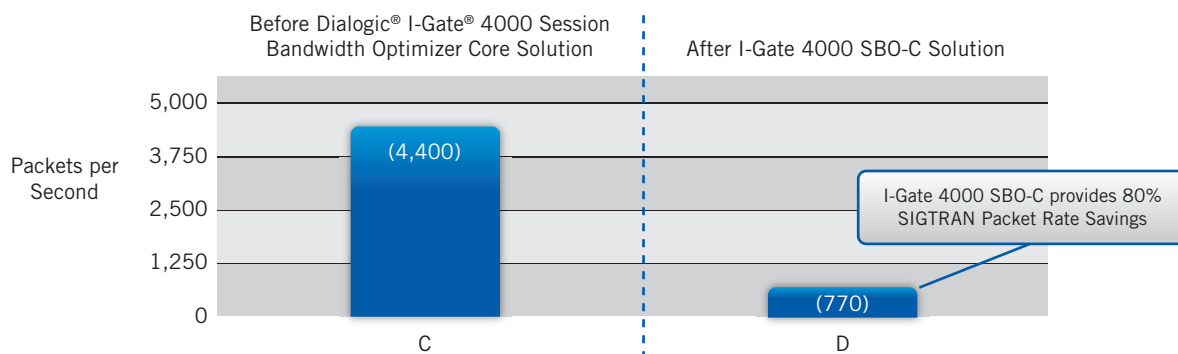 Before Dialogic® I-Gate® 4000 Session
Bandwidth Optimizer Core Solution
After I-Gate 4000 SBO-C Solution
Packets per
Second
5,000
3,750
2,500
1,250
0
(4,400)
(770)
I-Gate 4000 SBO-C provides 80%
SIGTRAN Packet Rate Savings
C
D